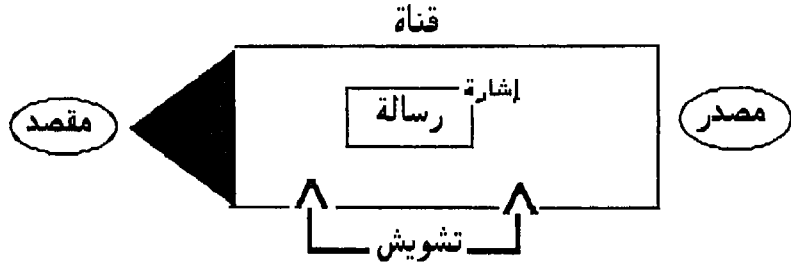 قناة
مصدر
إشارة
رسالة
مقصد
تشويش